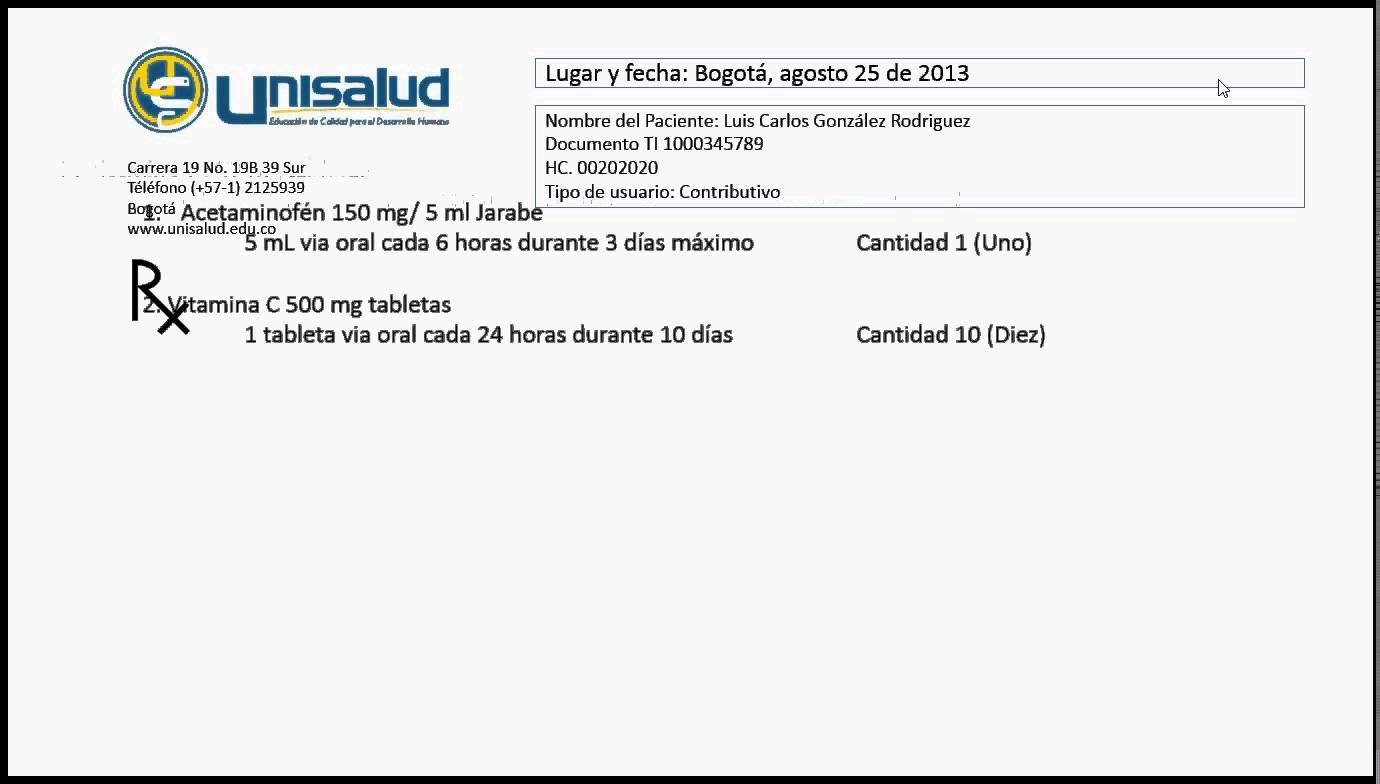 unisalud
Educación de Calidad para el Desarrollo Humano
Lugar y fecha: Bogotá, agosto 25 de 2013
Nombre del Paciente: Luis Carlos González Rodriguez
Documento TI 1000345789
HC. 00202020
Tipo de usuario: Contributivo
Carrera 19 No. 19B 39 Sur
Téléfono (+57-1) 2125939
Bogotá
www.unisalud.edu.co
1. Acetaminofén 150 mg/ 5 ml Jarabe
5 mL via oral cada 6 horas durante 3 días máximo Cantidad 1 (Uno)
Rx
2. Vitamina C 500 mg tabletas
1 tableta via oral cada 24 horas durante 10 días Cantidad 10 (Diez)